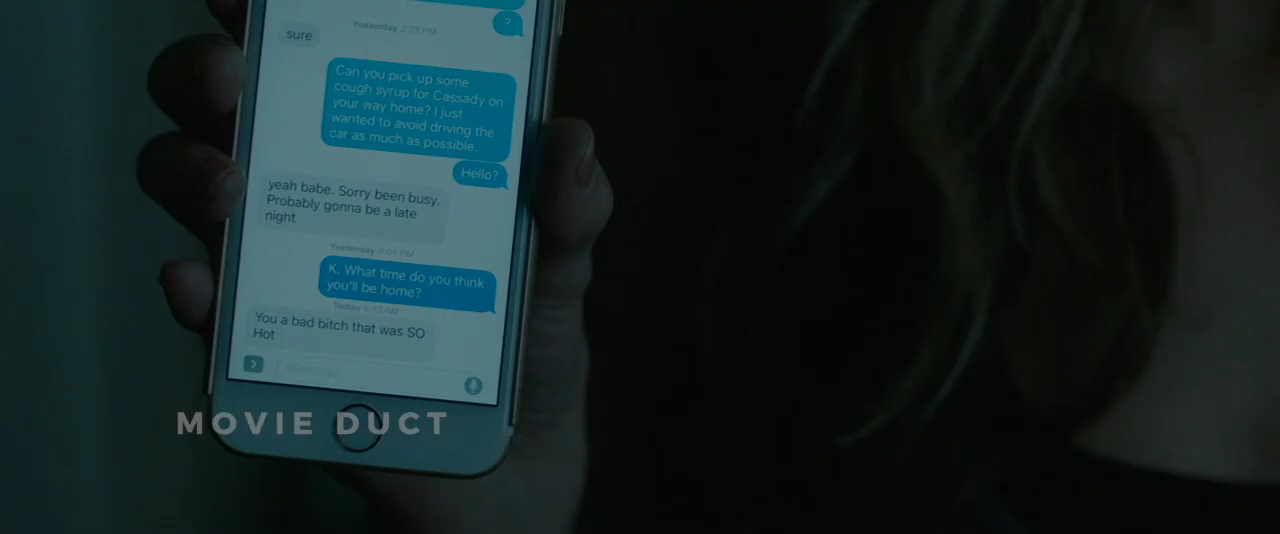 ?
Yesterday 2:23 PM
sure
Can you pick up some
cough syrup for Cassady on
your way home? I just
wanted to avoid driving the
car as much as possible.
Hello?
yeah babe. Sorry been busy.
Probably gonna be a late
night
Yesterday 9:01 PM
K. What time do you think
you'll be home?
Today 5:13 AM
You a bad bitch that was SO
Hot
MOVIE DUCT